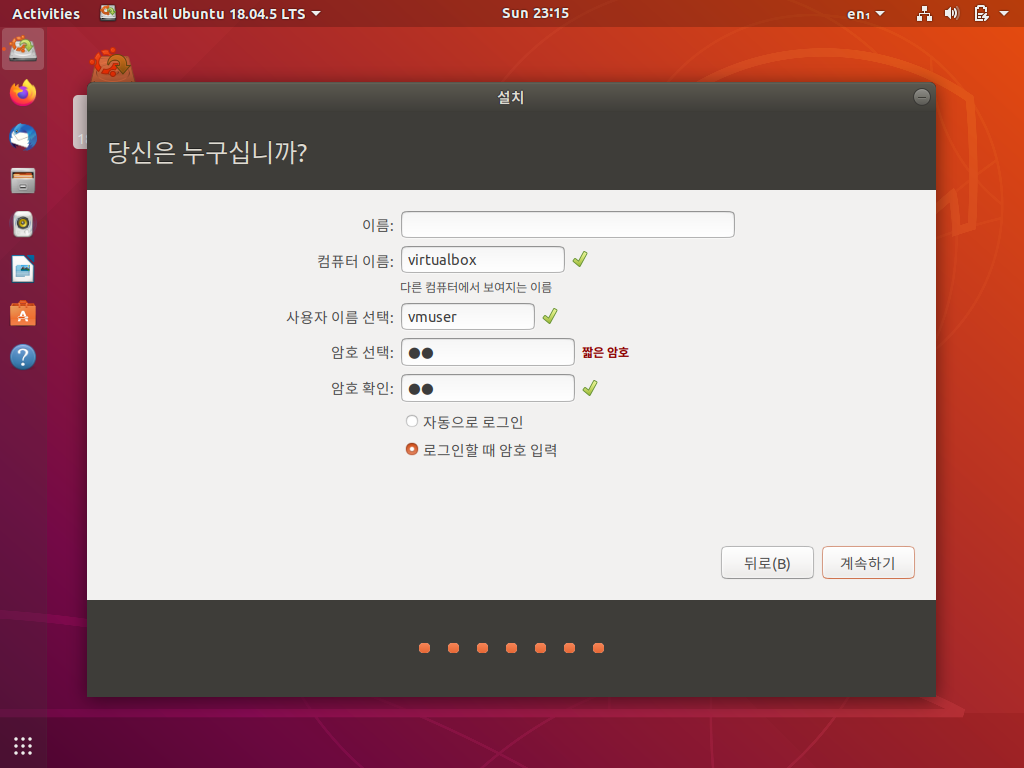 Activities Install Ubuntu 18.04.5 LTS Sun 23:15 en₁
설치
당신은 누구십니까?
이름:
컴퓨터 이름: virtualbox
다른 컴퓨터에서 보여지는 이름
사용자 이름 선택: vmuser
암호 선택: ●● 짧은 암호
암호 확인: ●●
자동으로 로그인
로그인할 때 암호 입력
뒤로(B) 계속하기